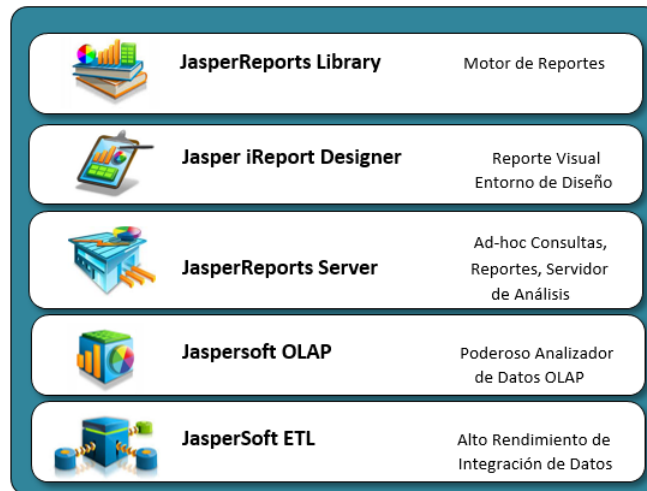 JasperReports Library
Motor de Reportes
Jasper iReport Designer
Reporte Visual
Entorno de Diseño
JasperReports Server
Ad-hoc Consultas,
Reportes, Servidor
de Análisis
Jaspersoft OLAP
Poderoso Analizador
de Datos OLAP
JasperSoft ETL
Alto Rendimiento de
Integración de Datos